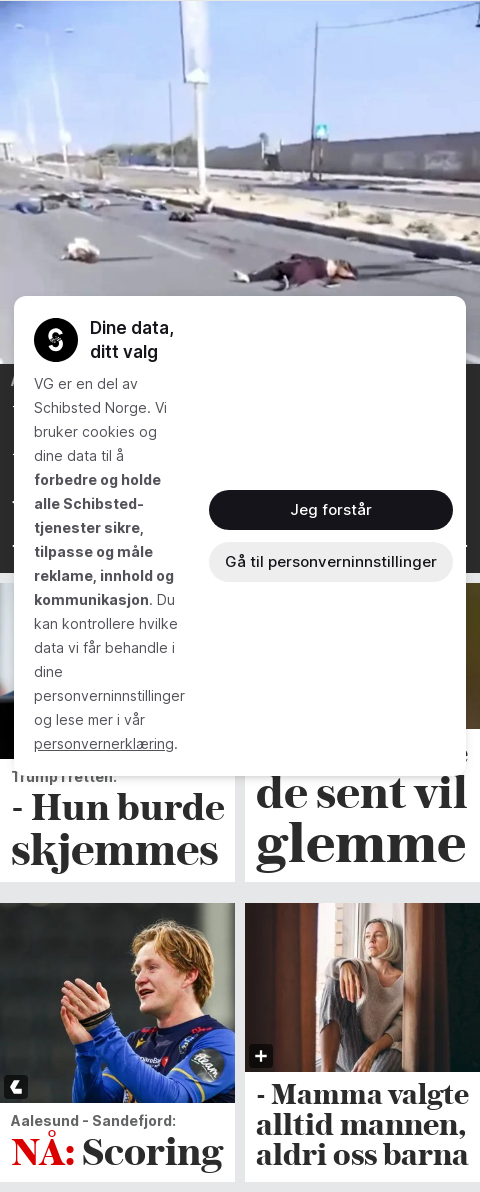 Dine data,
ditt valg
VG er en del av
Schibsted Norge. Vi
bruker cookies og
dine data til å
forbedre og holde
alle Schibsted-
tjenester sikre,
tilpasse og måle
reklame, innhold og
kommunikasjon. Du
kan kontrollere hvilke
data vi får behandle i
dine
personverninnstillinger
og lese mer i vår
personvernerklæring.
Jeg forstår
Gå til personverninnstillinger
Trump i retten:
- Hun burde
skjemmes
de sent vil
glemme
Aalesund - Sandefjord:
NÅ: Scoring
- Mamma valgte
alltid mannen,
aldri oss barna